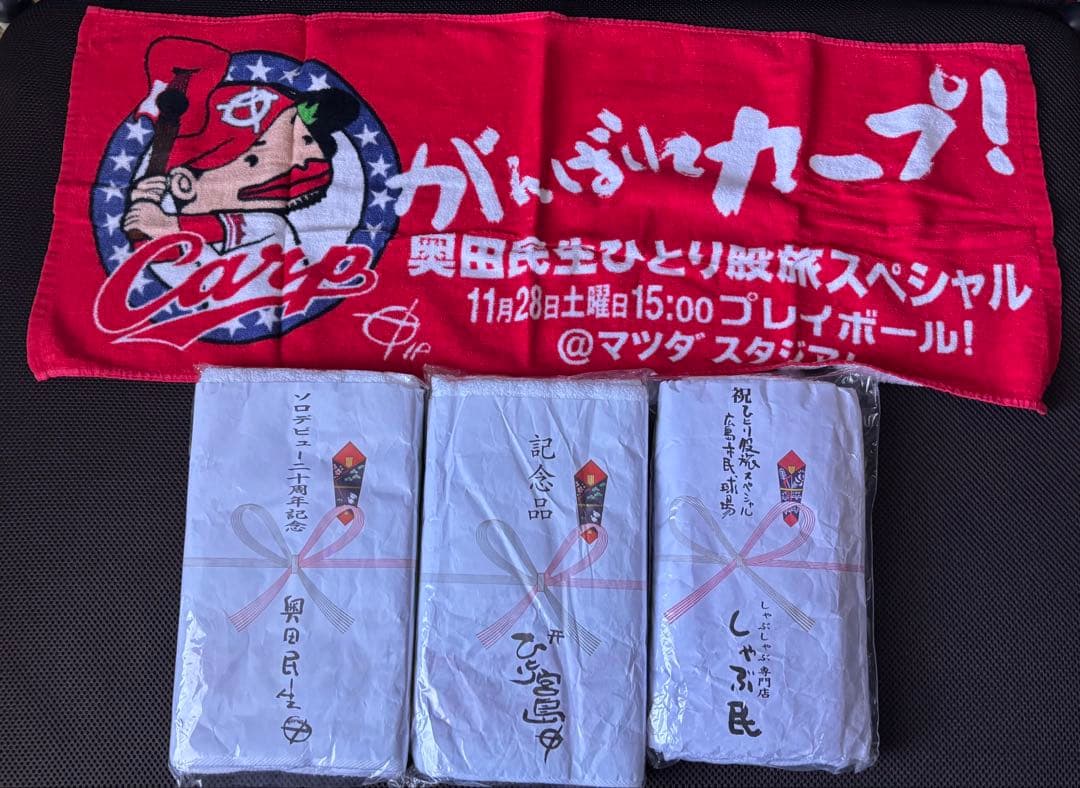 がんばいてカープ!
Carp
奥田民生ひとり股旅スペシャル
11月28日土曜日15:00プレイボール!
@マツダスタジアム
ソロデビュー二十周年記念
奥田民生
記念品
ひとり宮島
祝ひとり股旅スペシャル
広島市民球場
しゃぶしゃぶ専門店
しゃぶ民